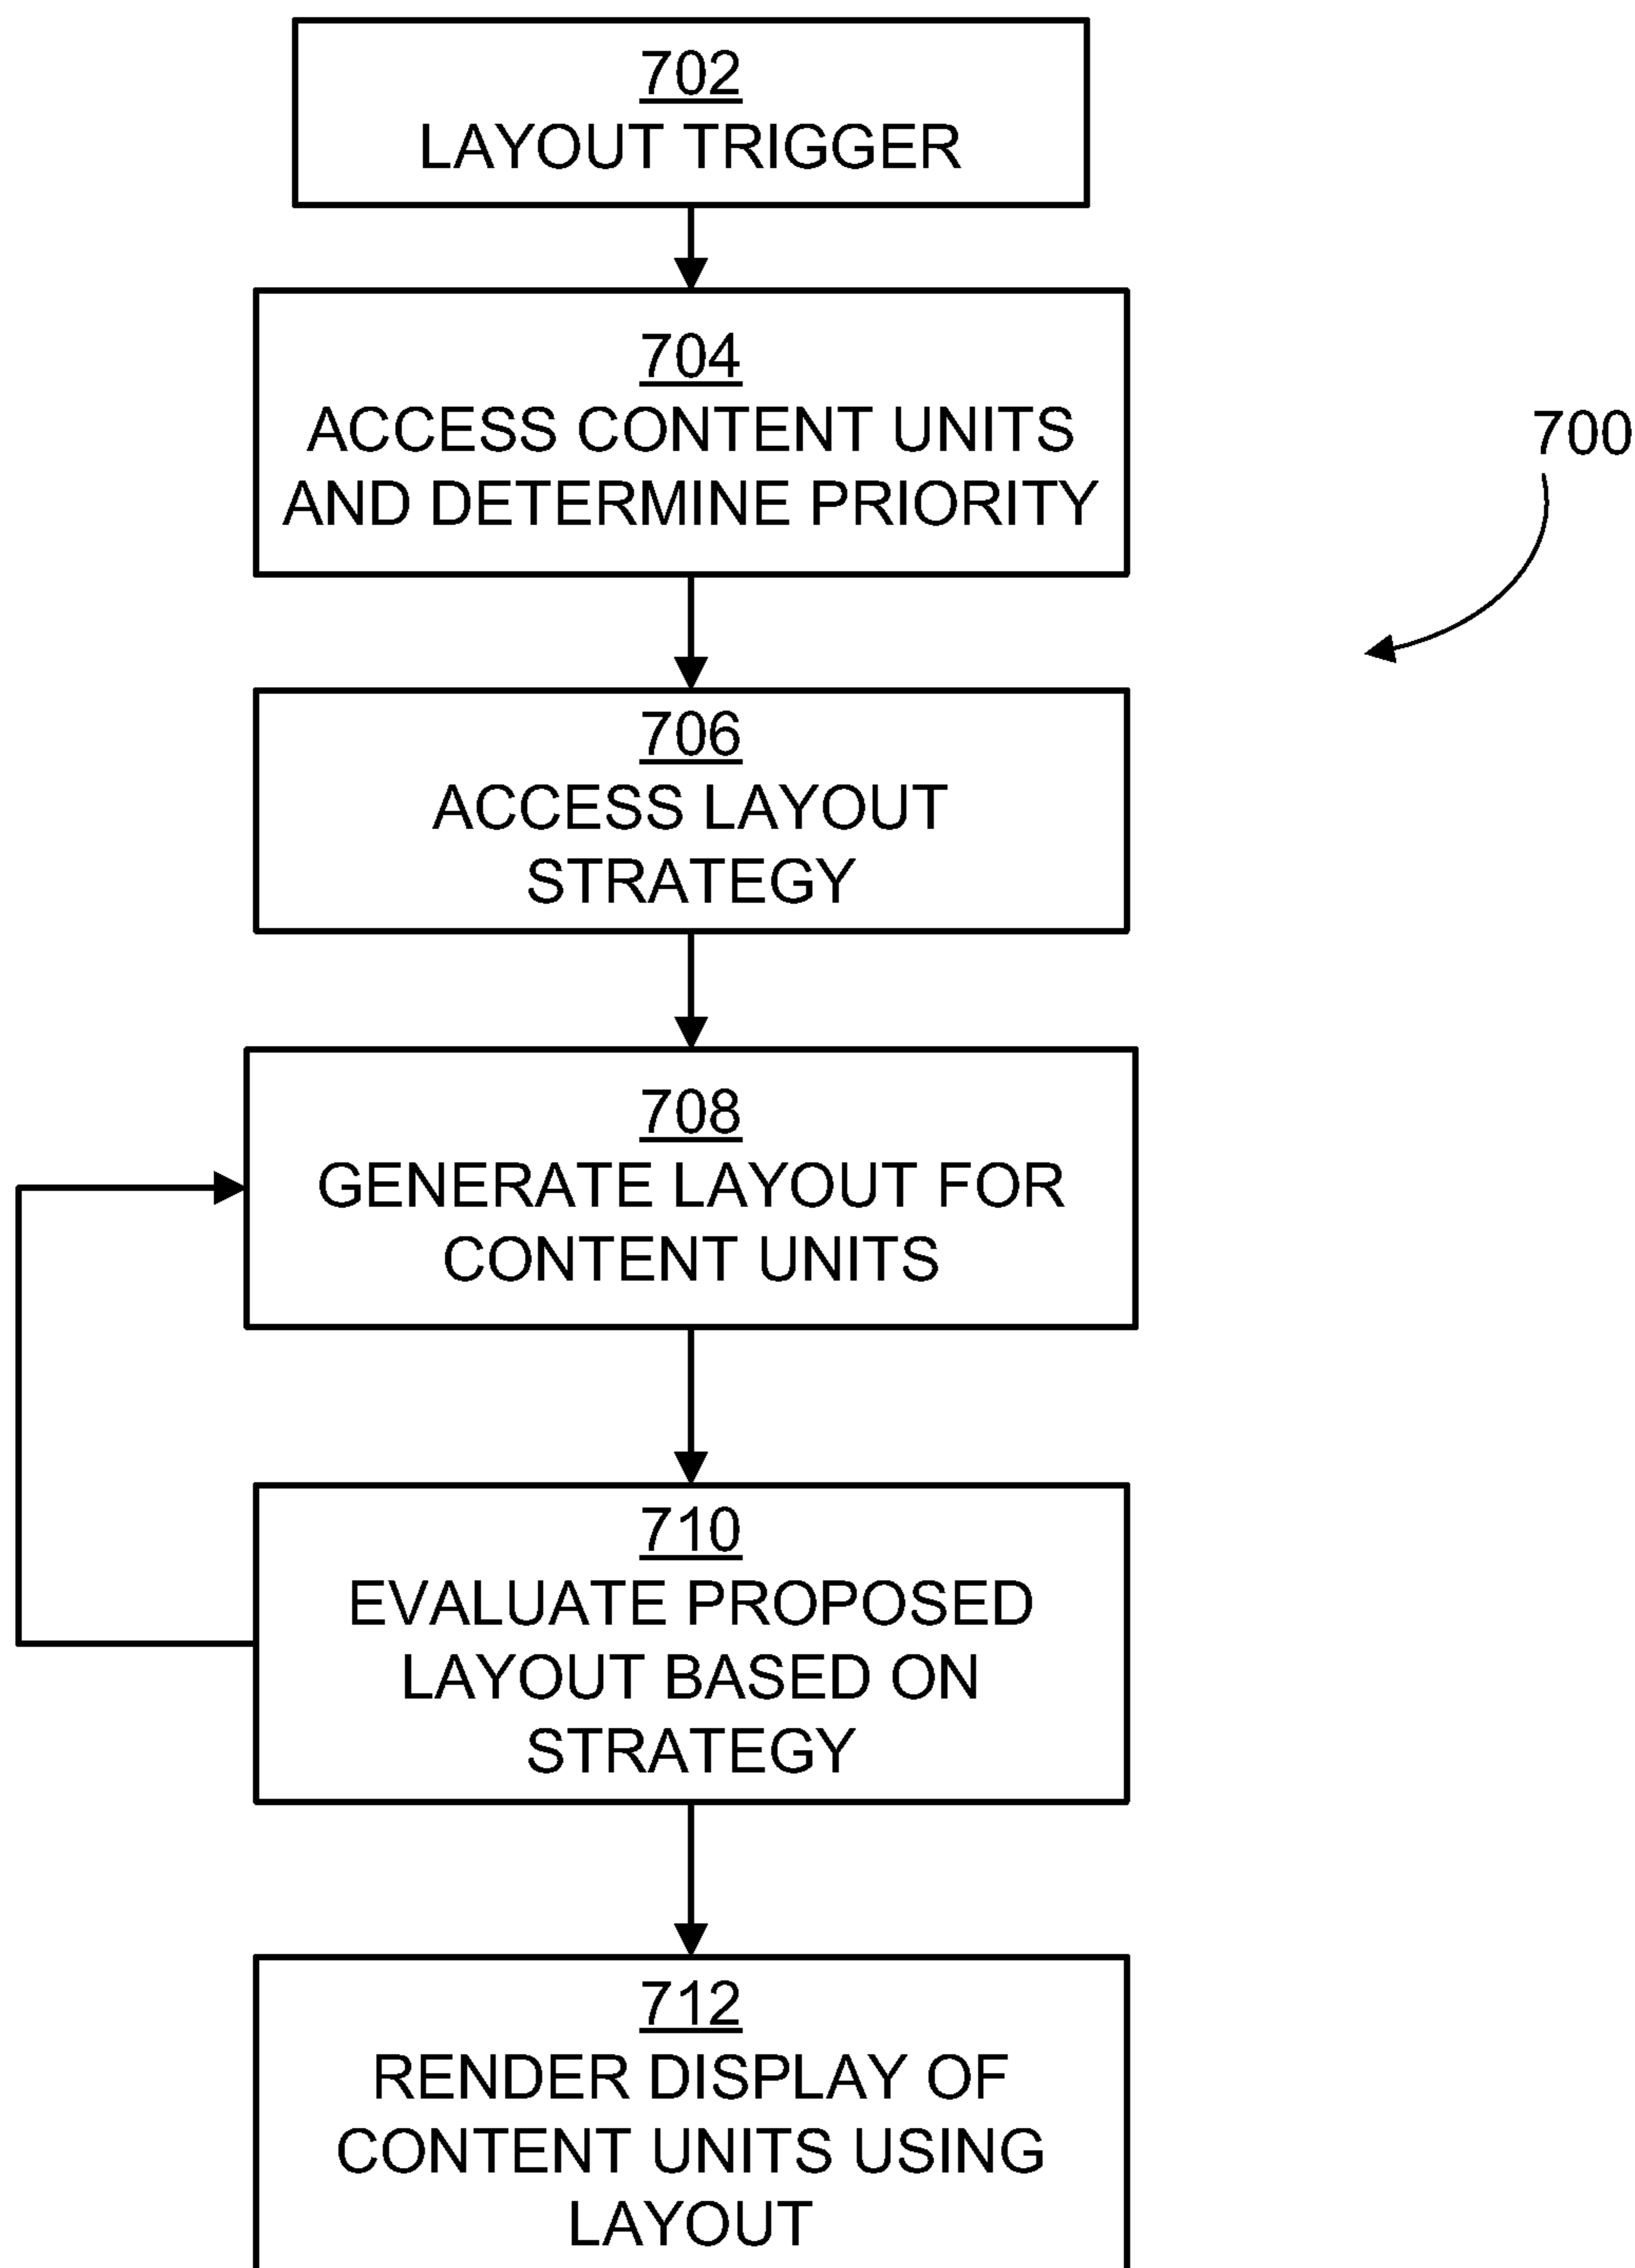 702
LAYOUT TRIGGER
704
ACCESS CONTENT UNITS
AND DETERMINE PRIORITY
700
706
ACCESS LAYOUT
STRATEGY
708
GENERATE LAYOUT FOR
CONTENT UNITS
710
EVALUATE PROPOSED
LAYOUT BASED ON
STRATEGY
712
RENDER DISPLAY OF
CONTENT UNITS USING
LAYOUT